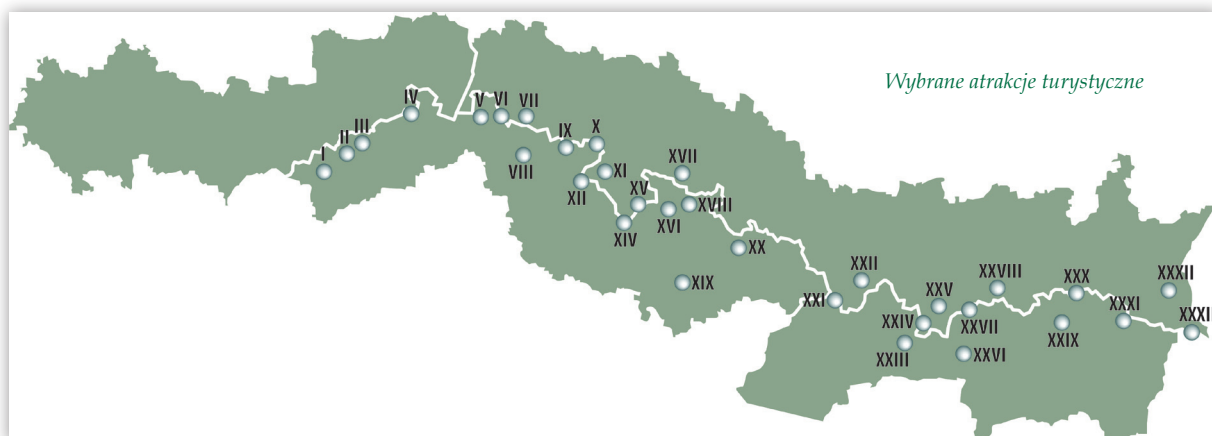 Wybrane atrakcje turystyczne
I
II
III
IV
V
VI
VII
VIII
IX
X
XI
XII
XIV
XV
XVI
XVII
XVIII
XIX
XX
XXI
XXII
XXIII
XXIV
XXV
XXVI
XXVII
XXVIII
XXIX
XXX
XXXI
XXXII